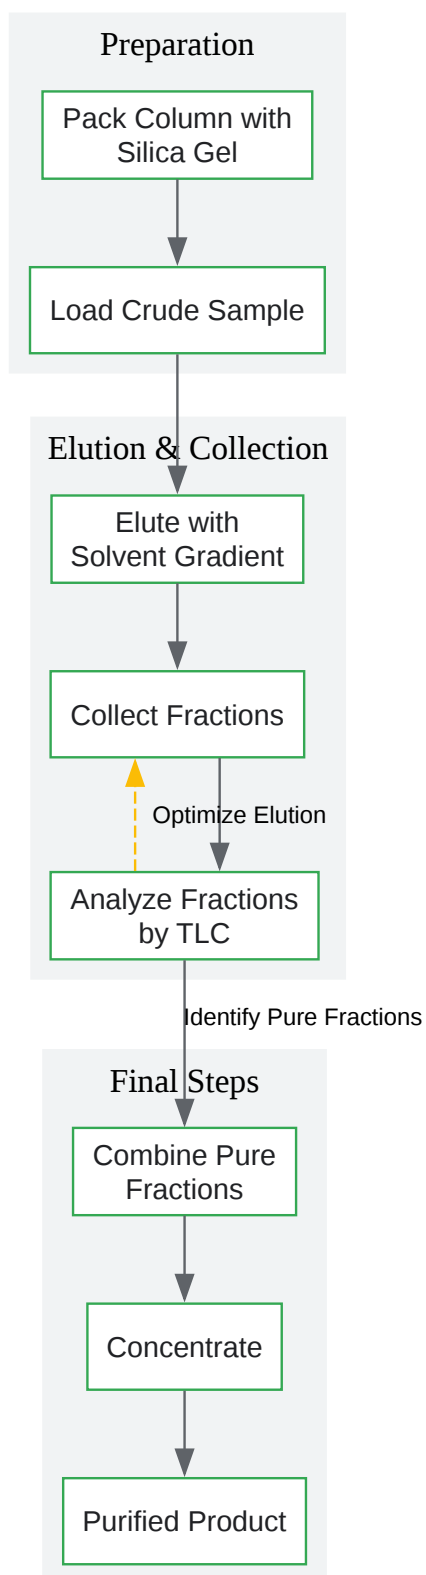 Preparation
Pack Column with
Silica Gel
Load Crude Sample
Elution & Collection
Elute with
Solvent Gradient
Collect Fractions
Optimize Elution
Analyze Fractions
by TLC
Identify Pure Fractions
Final Steps
Combine Pure
Fractions
Concentrate
Purified Product